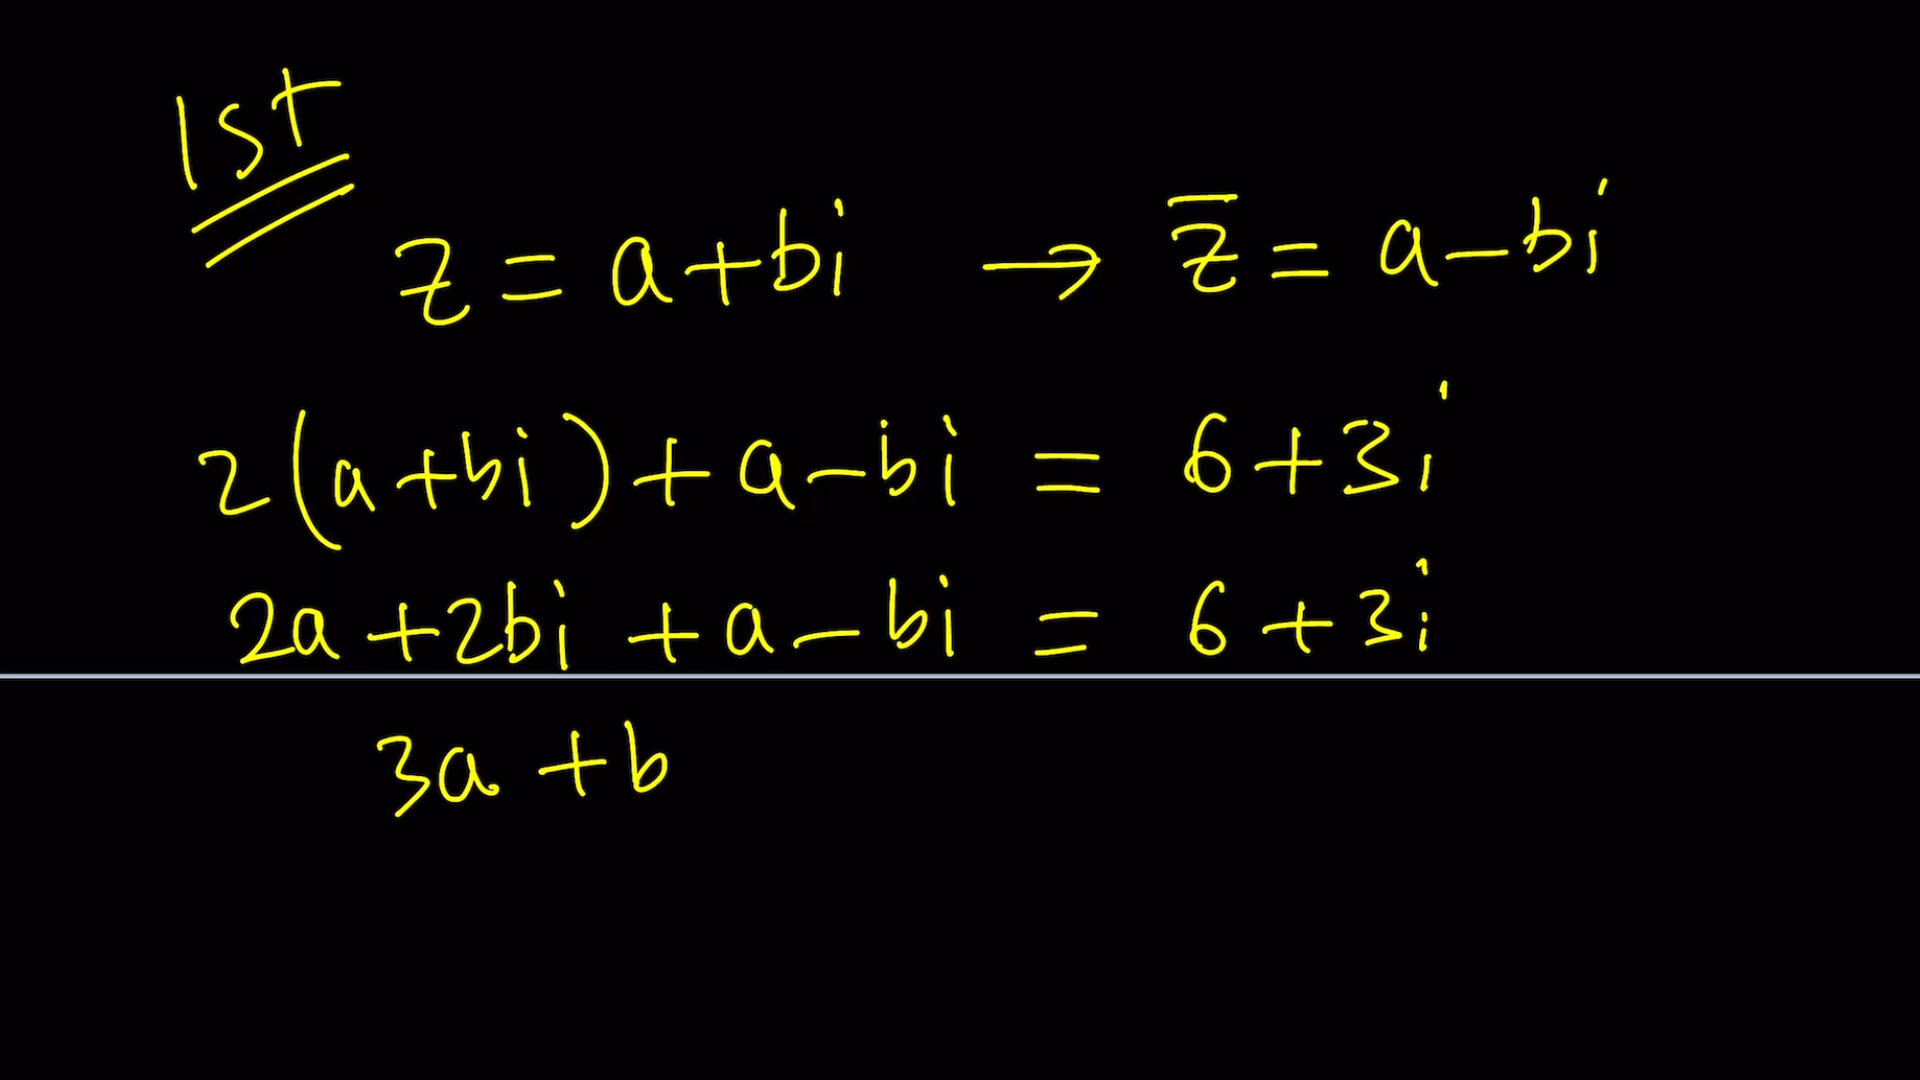 1st
z = a+bi → z̅ = a-bi
2(a+bi)+a-bi = 6+3i
2a+2bi+a-bi = 6+3i
3a+b